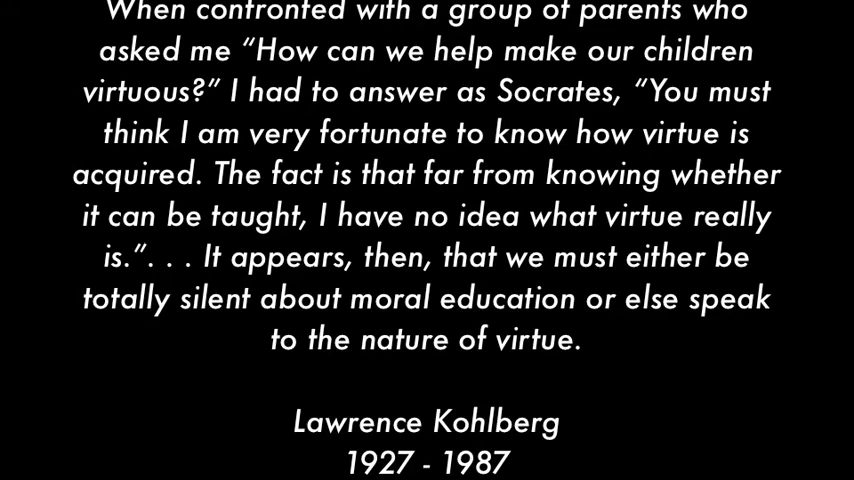 When confronted with a group of parents who
asked me “How can we help make our children
virtuous?” I had to answer as Socrates, “You must
think I am very fortunate to know how virtue is
acquired. The fact is that far from knowing whether
it can be taught, I have no idea what virtue really
is.”. . . It appears, then, that we must either be
totally silent about moral education or else speak
to the nature of virtue.
Lawrence Kohlberg
1927 - 1987